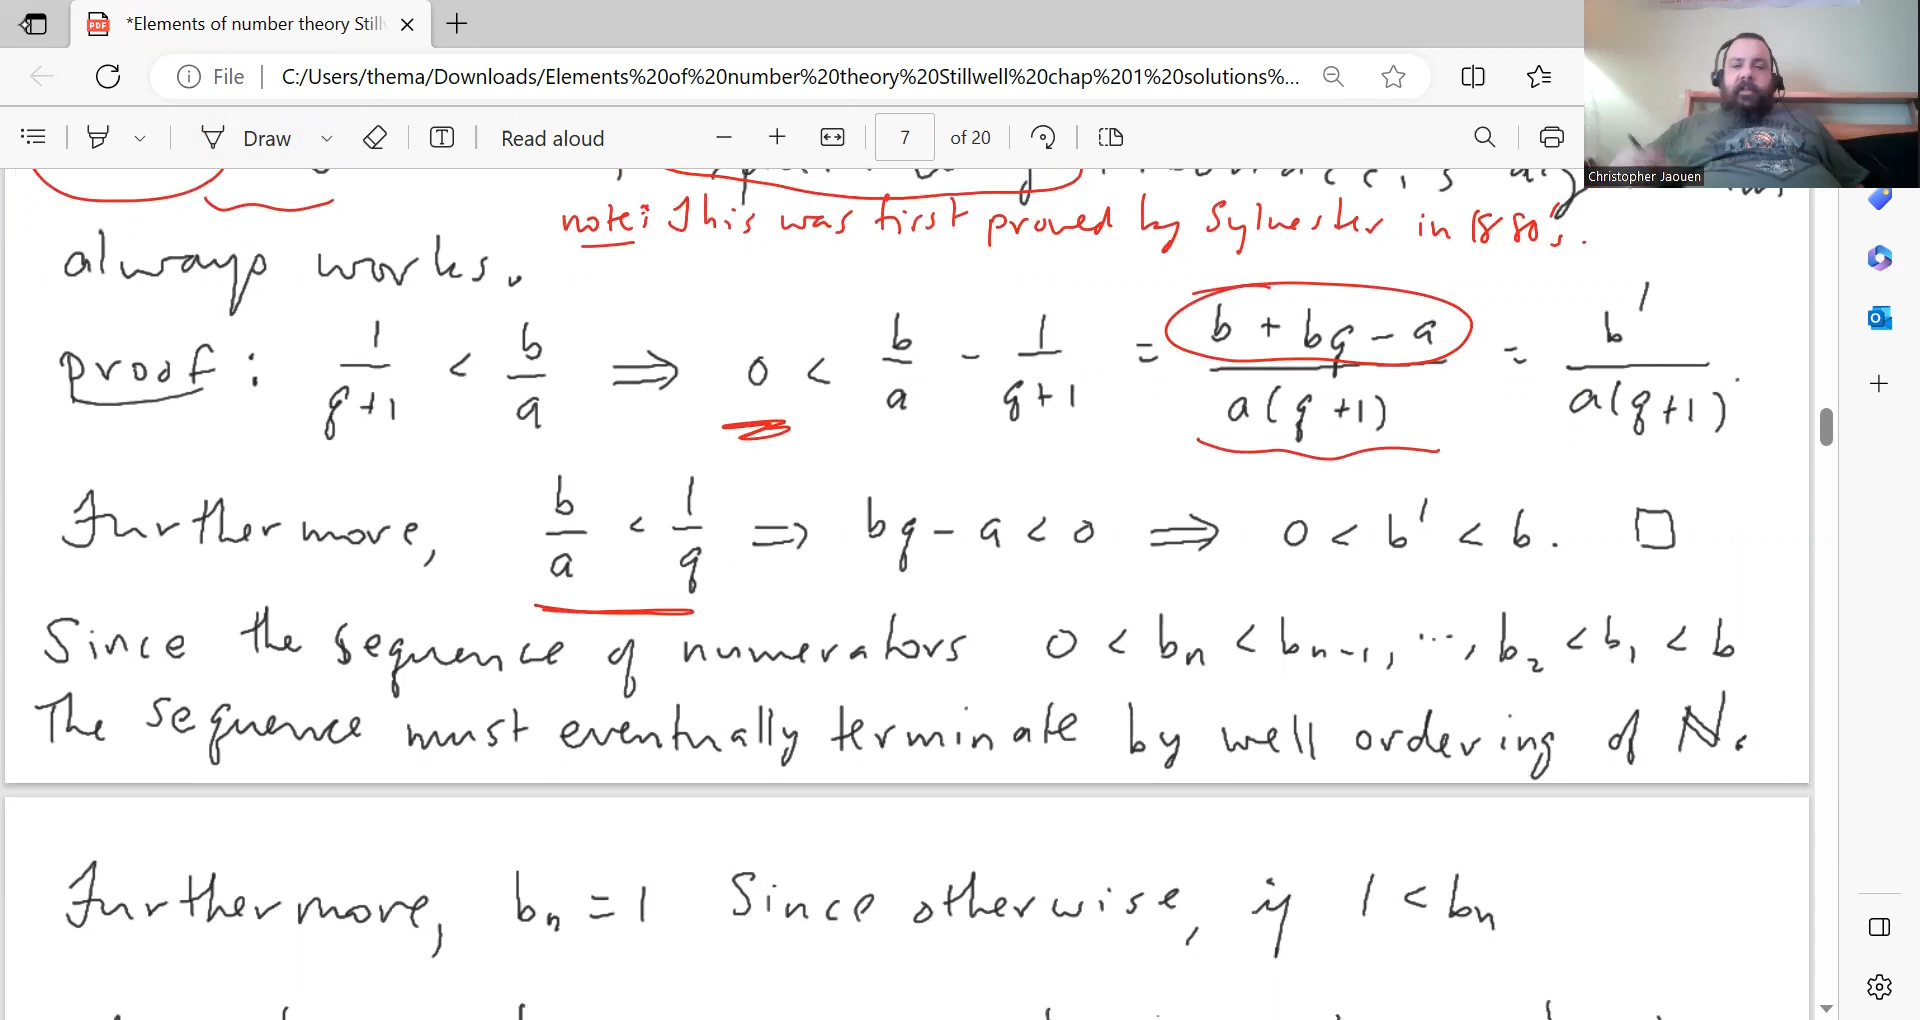 *Elements of number theory Still
File
C:/Users/thema/Downloads/Elements%20of%20number%20theory%20Stillwell%20chap%201%20solutions%...
Draw
Read aloud
7
of 20
Christopher Jaouen
note: This was first proved by Sylvester in 1880's.
always works.
proof: 1/(q+1) < b/a ⟹ 0 < b/a - 1/(q+1) = (b + bq - a)/(a(q+1)) = b'/(a(q+1)).
Furthermore, b/a < 1/q ⟹ bq - a < 0 ⟹ 0 < b' < b. □
Since the sequence of numerators 0 < bₙ < bₙ₋₁, ..., b₂ < b₁ < b
The sequence must eventually terminate by well ordering of ℕ.
Furthermore, bₙ = 1 Since otherwise, if 1 < bₙ